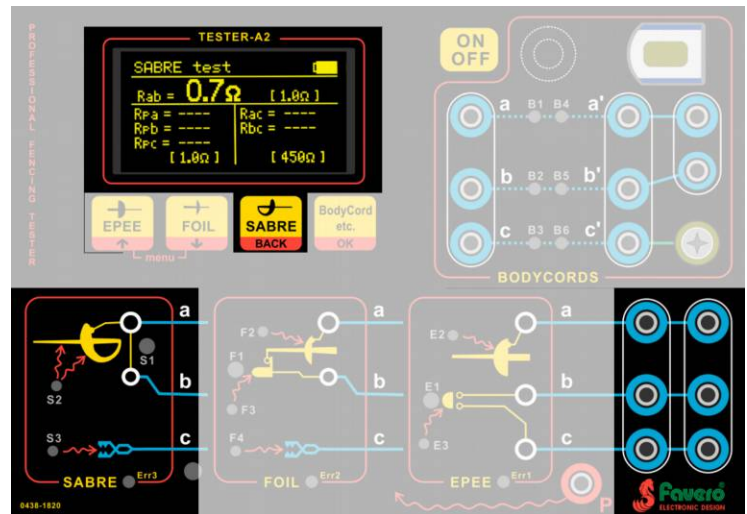 PROFESSIONAL FENCING TESTER
TESTER-A2
SABRE test
Rab = 0.7Ω [1.0Ω]
RPa = ----
RPb = ----
RPc = ----
[1.0Ω]
Rac = ----
Rbc = ----
[450Ω]
EPEE
FOIL
SABRE
BACK
BodyCord
etc.
OK
menu
ON
OFF
a B1 B4 a'
b B2 B5 b'
c B3 B6 c'
BODYCORDS
a
S1
b
S2
S3
c
SABRE Err3
0438-1820
a
F2
F1
b
F3
F4
c
FOIL Err2
a
E2
E1
b
E3
c
EPEE Err1
P
Favero
ELECTRONIC DESIGN